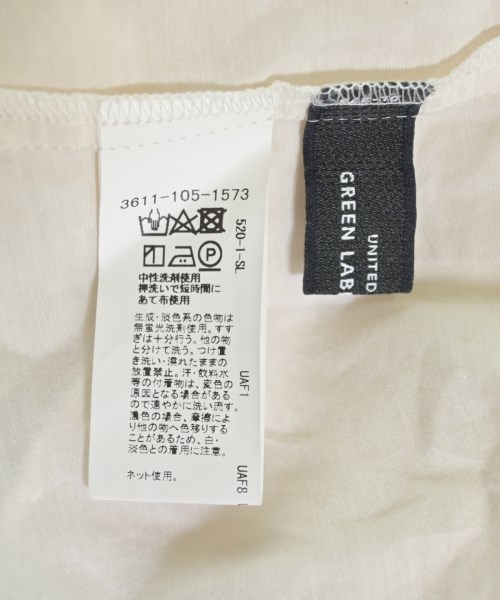 3611-105-1573
中性洗剤使用
押洗いで短時間に
あて布使用
生成・淡色系の色物は
無蛍光洗剤使用。すす
ぎは十分行う。他の物
と分けて洗う。つけ置
き洗い・濡れたままの
放置禁止。汗・飲料水
等の付着物は、変色の
原因となる場合がある
ので速やかに洗い流す。
濃色の場合、摩擦によ
り他の物へ色移りする
ことがあるため、白・
淡色との着用に注意。
ネット使用。
520-1-SL
UAF1
UAF8
UNITED
GREEN LAB